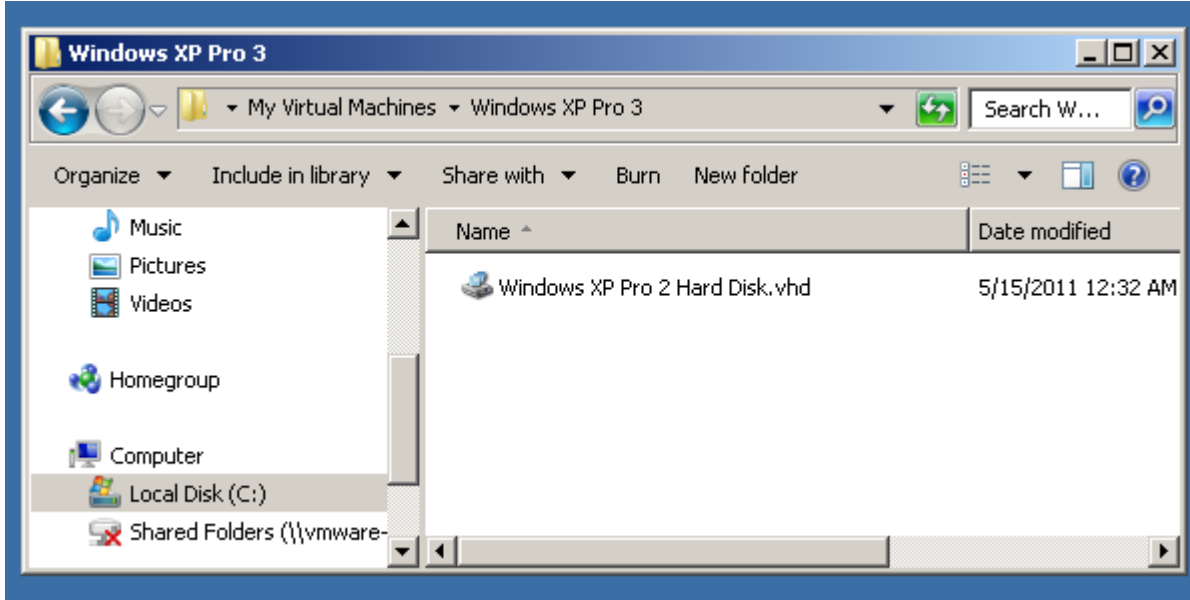 Windows XP Pro 3
My Virtual Machines Windows XP Pro 3 Search W...
Organize Include in library Share with Burn New folder
Music
Pictures
Videos
Homegroup
Computer
Local Disk (C:)
Shared Folders (\\vmware-
Name Date modified
Windows XP Pro 2 Hard Disk.vhd 5/15/2011 12:32 AM